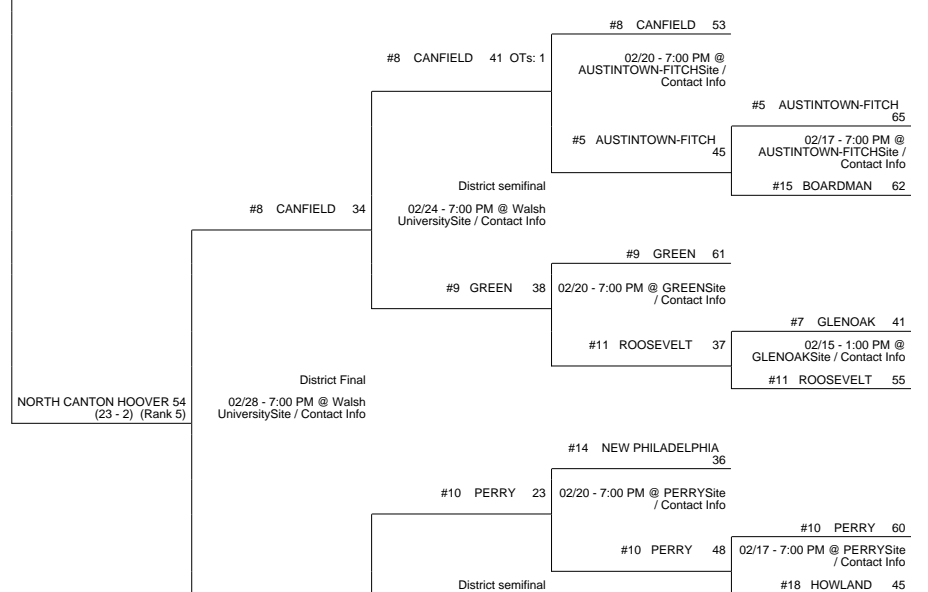 #8 CANFIELD 53
#8 CANFIELD 41 OTs: 1
02/20 - 7:00 PM @
AUSTINTOWN-FITCHSite /
Contact Info
#5 AUSTINTOWN-FITCH
65
#5 AUSTINTOWN-FITCH
45
02/17 - 7:00 PM @
AUSTINTOWN-FITCHSite /
Contact Info
#15 BOARDMAN 62
District semifinal
#8 CANFIELD 34
02/24 - 7:00 PM @ Walsh
UniversitySite / Contact Info
#9 GREEN 61
#9 GREEN 38
02/20 - 7:00 PM @ GREENSite
/ Contact Info
#7 GLENOAK 41
#11 ROOSEVELT 37
02/15 - 1:00 PM @
GLENOAKSite / Contact Info
#11 ROOSEVELT 55
District Final
NORTH CANTON HOOVER 54
(23 - 2) (Rank 5)
02/28 - 7:00 PM @ Walsh
UniversitySite / Contact Info
#14 NEW PHILADELPHIA
36
#10 PERRY 23
02/20 - 7:00 PM @ PERRYSite
/ Contact Info
#10 PERRY 60
#10 PERRY 48
02/17 - 7:00 PM @ PERRYSite
/ Contact Info
District semifinal
#18 HOWLAND 45